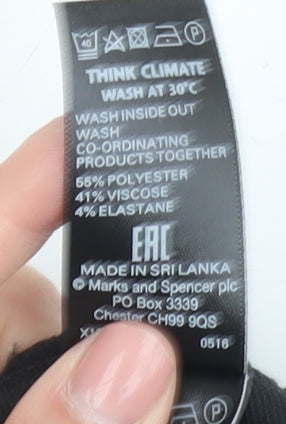 40 P
THINK CLIMATE
WASH AT 30°C
WASH INSIDE OUT
WASH
CO-ORDINATING
PRODUCTS TOGETHER
55% POLYESTER
41% VISCOSE
4% ELASTANE
EAC
MADE IN SRI LANKA
© Marks and Spencer plc
PO Box 3339
Chester CH99 9QS
0516
P